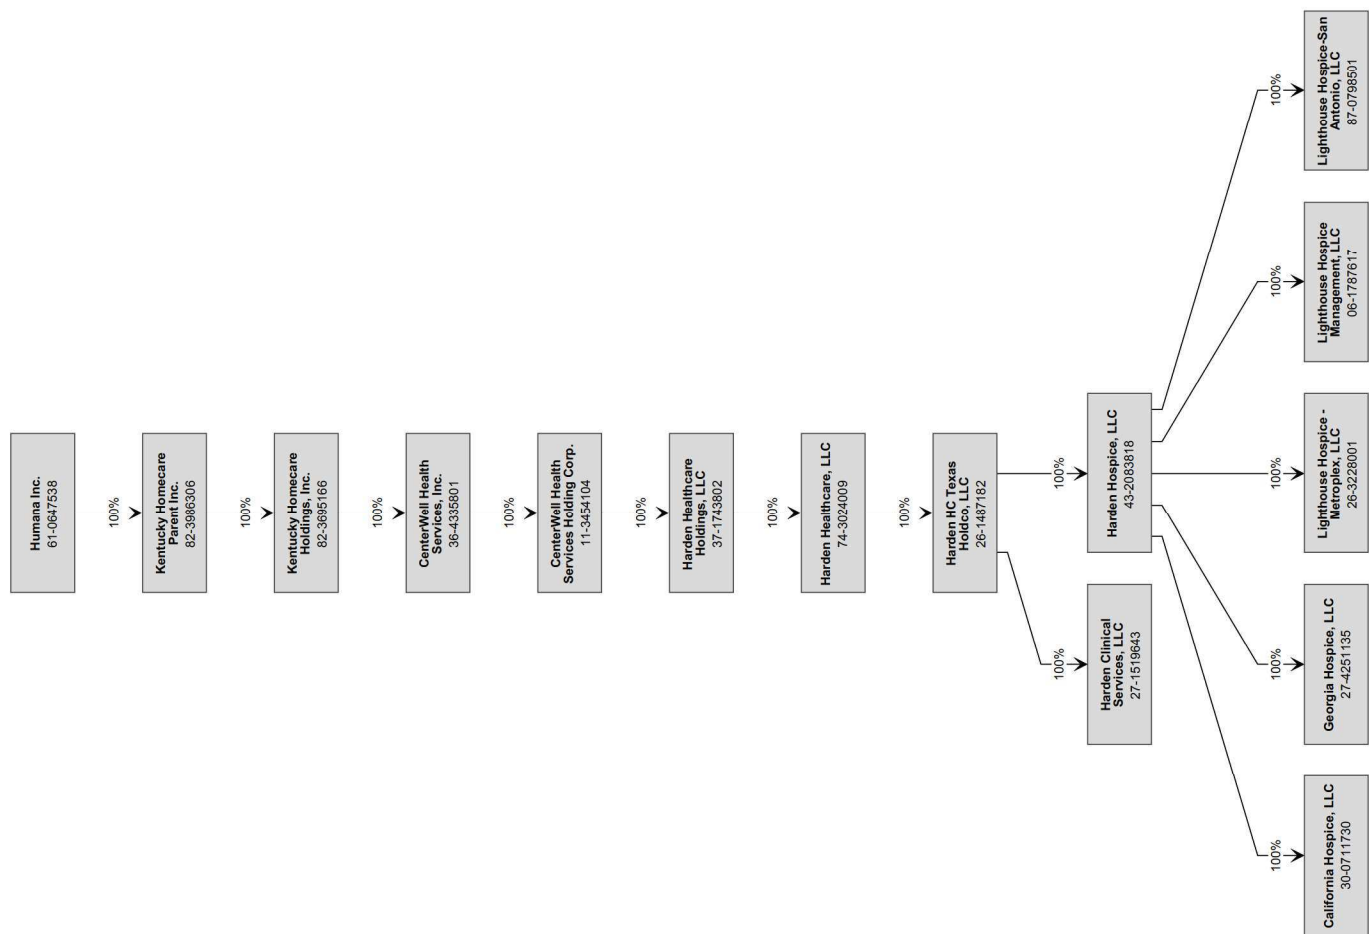 Humana Inc.
61-0647538
100%
Kentucky Homecare
Parent Inc.
82-3986306
100%
Kentucky Homecare
Holdings, Inc.
82-3695166
100%
CenterWell Health
Services, Inc.
36-4335801
100%
CenterWell Health
Services Holding Corp.
11-3454104
100%
Harden Healthcare
Holdings, LLC
37-1743802
100%
Harden Healthcare, LLC
74-3024009
100%
Harden HC Texas
Holdco, LLC
26-1487182
100%
100%
Harden Clinical
Services, LLC
27-1519643
Harden Hospice, LLC
43-2083818
100%
100%
100%
100%
100%
California Hospice, LLC
30-0711730
Georgia Hospice, LLC
27-4251135
Lighthouse Hospice -
Metroplex, LLC
26-3228001
Lighthouse Hospice
Management, LLC
06-1787617
Lighthouse Hospice-San
Antonio, LLC
87-0798501